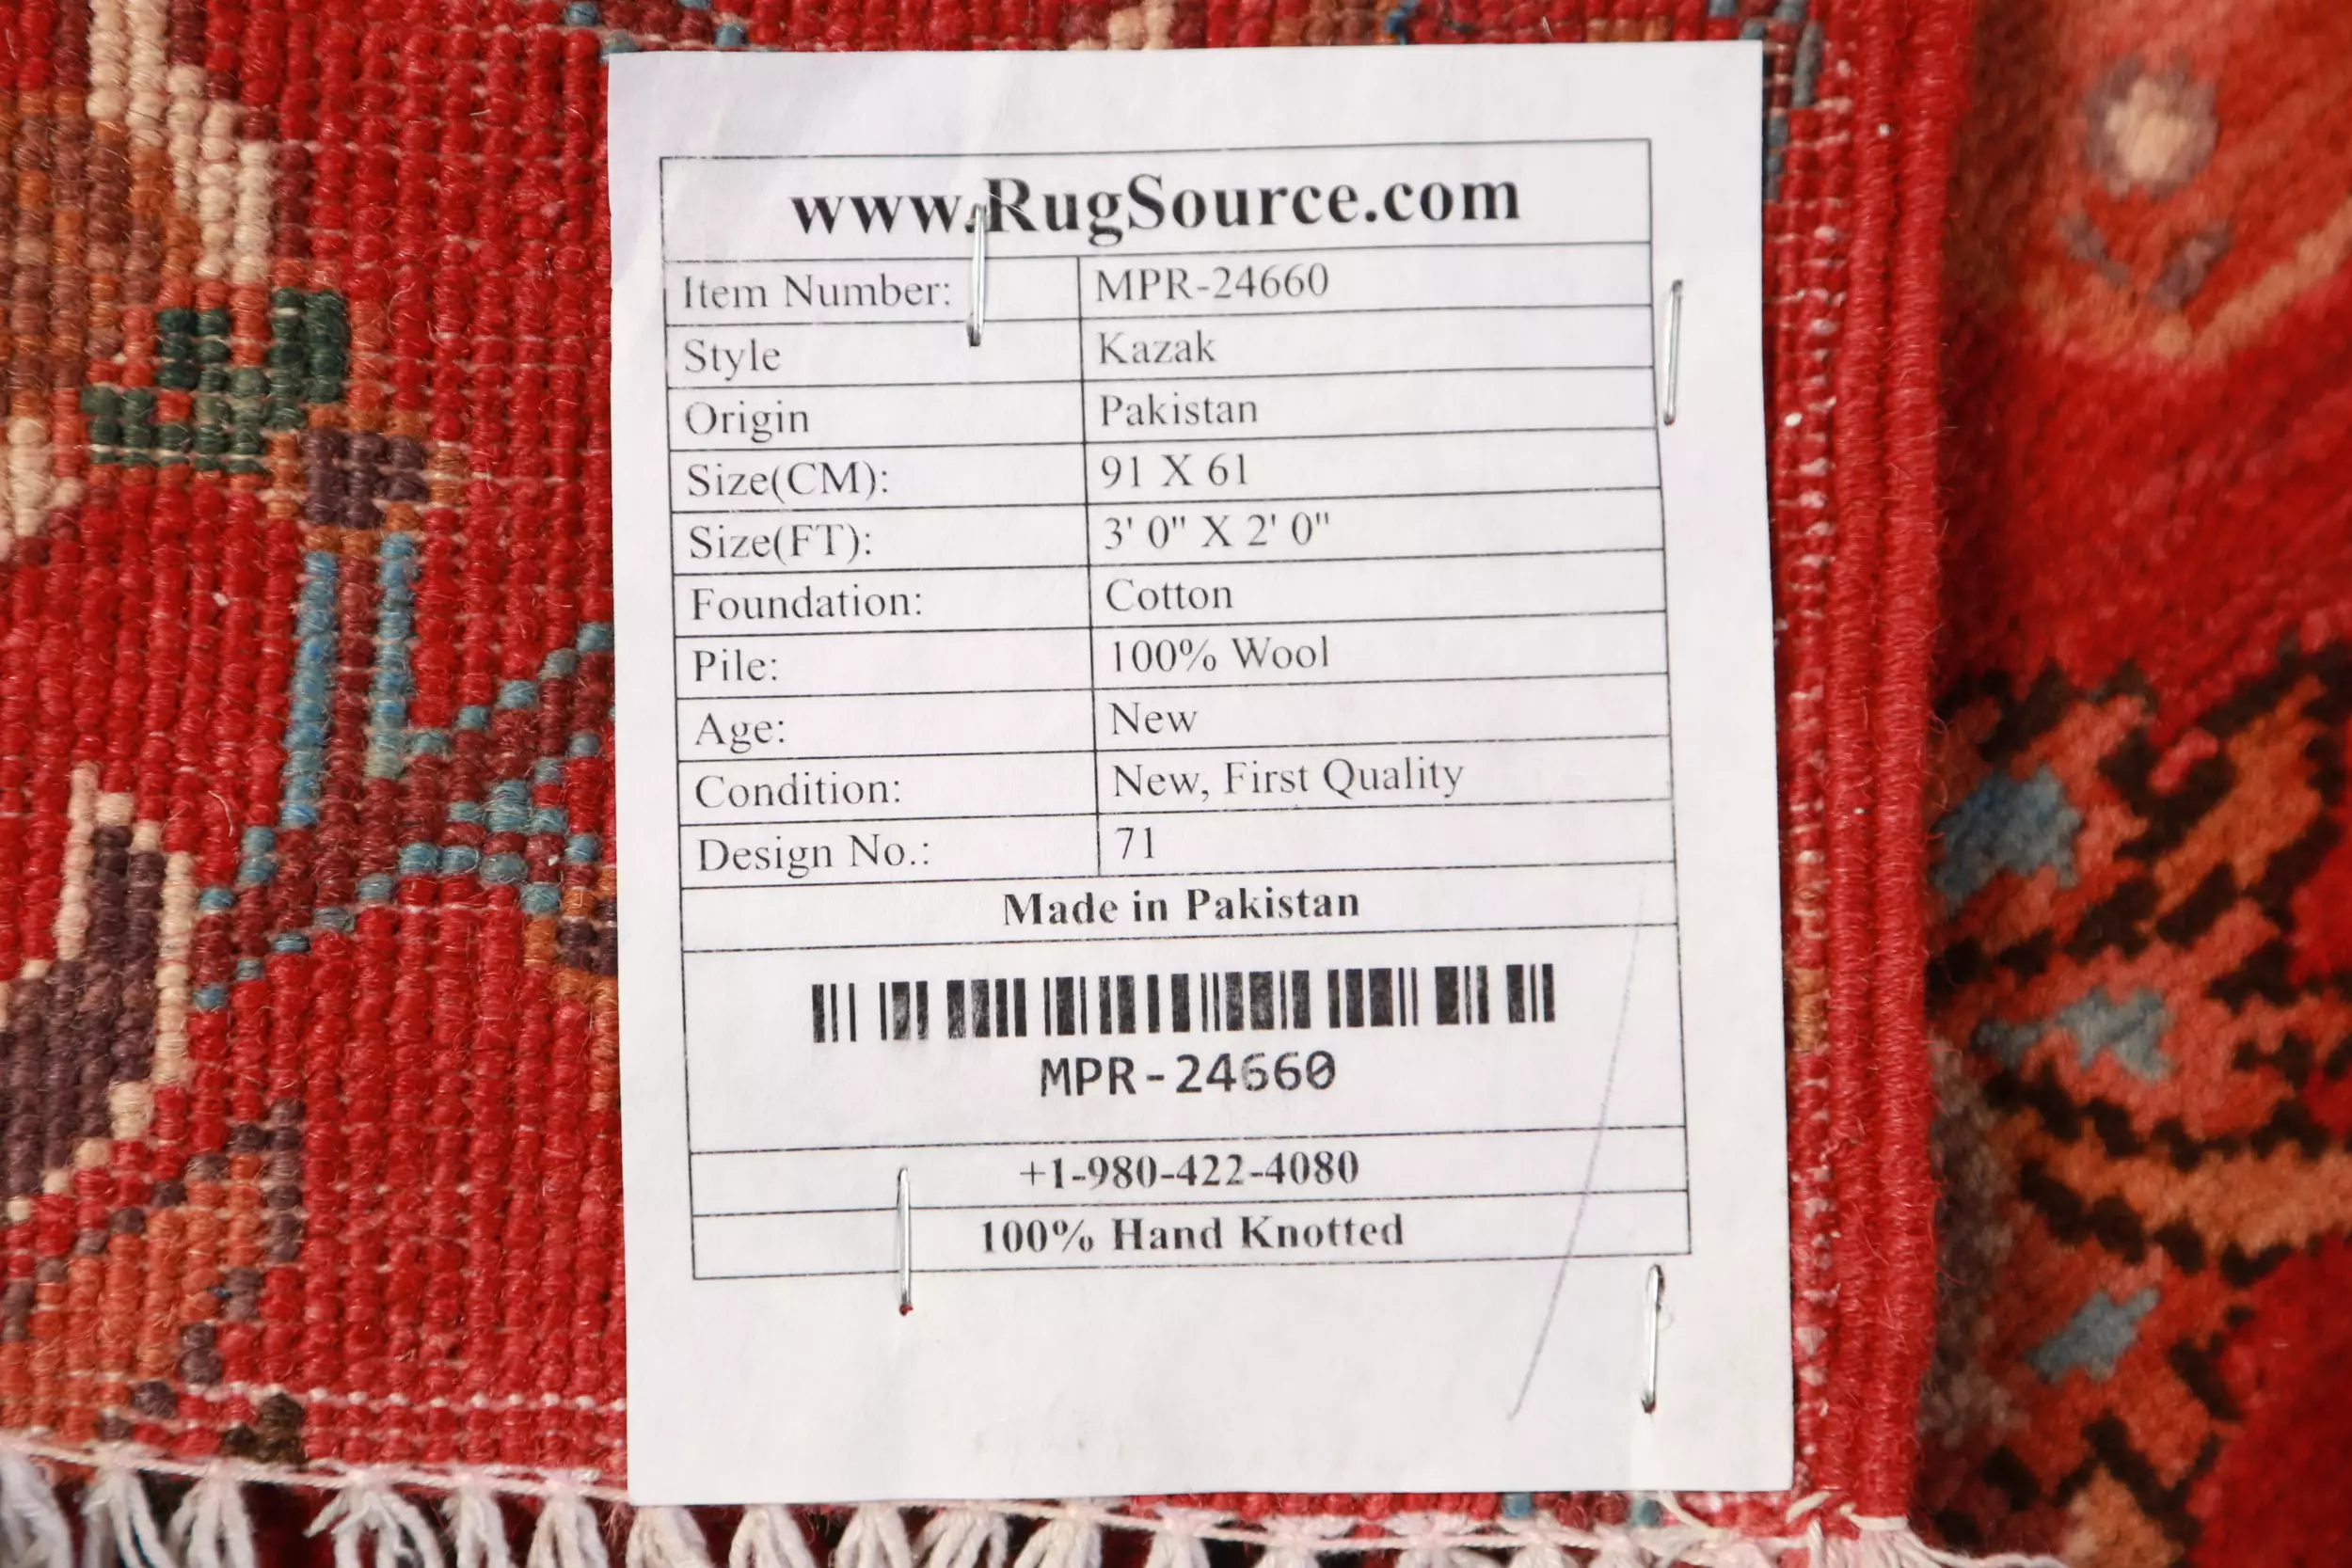 www.RugSource.com
Item Number: MPR-24660
Style Kazak
Origin Pakistan
Size(CM): 91 X 61
Size(FT): 3' 0" X 2' 0"
Foundation: Cotton
Pile: 100% Wool
Age: New
Condition: New, First Quality
Design No.: 71
Made in Pakistan
MPR-24660
+1-980-422-4080
100% Hand Knotted